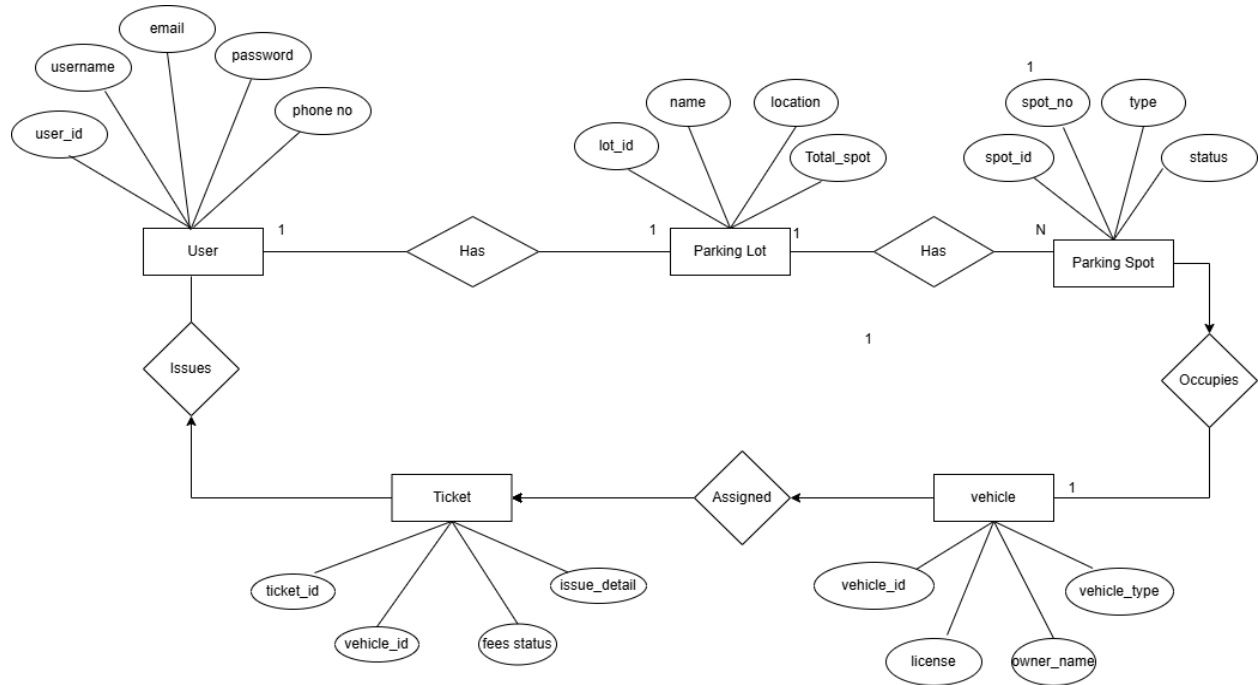 email
username
password
user_id
phone no
name
location
lot_id
Total_spot
1
spot_no
type
spot_id
status
User
1
Has
1
Parking Lot
1
Has
N
Parking Spot
1
Issues
Occupies
Ticket
Assigned
vehicle
1
ticket_id
issue_detail
vehicle_id
fees status
vehicle_id
vehicle_type
license
owner_name